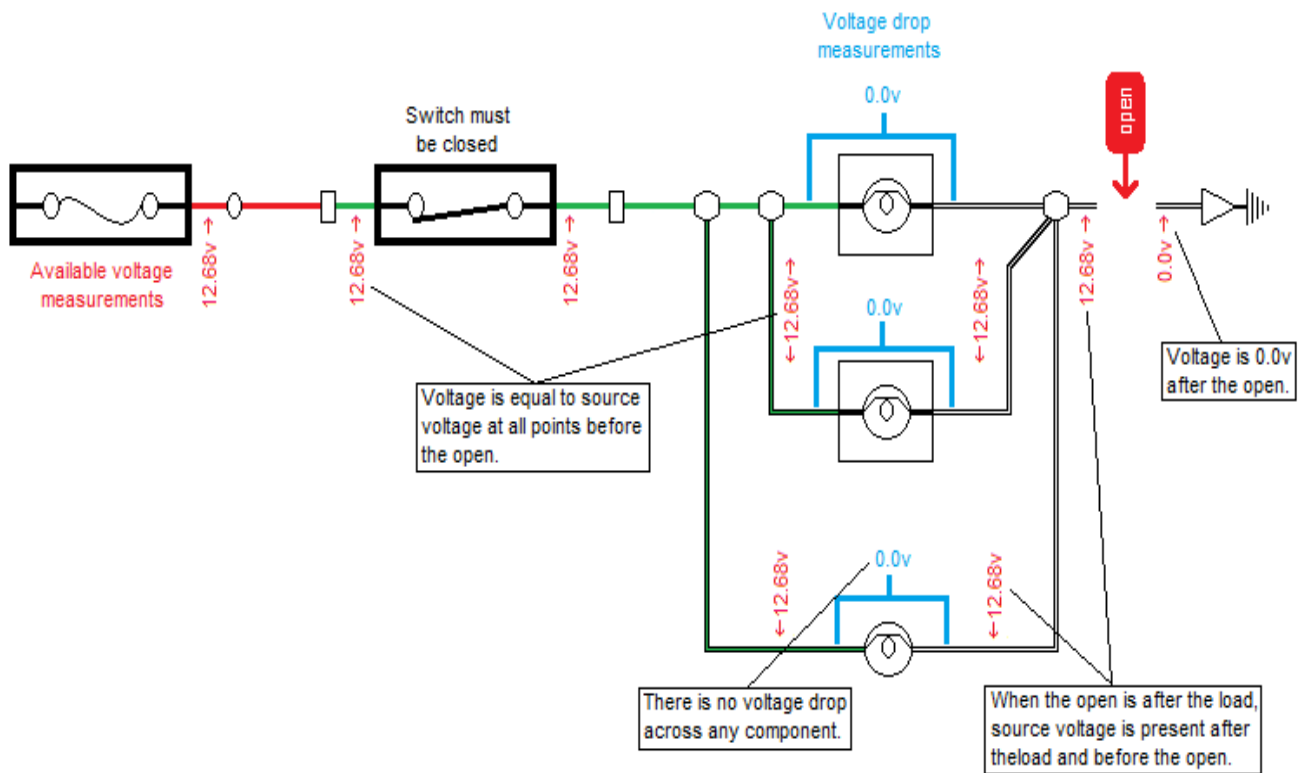 Voltage drop
measurements
0.0v
open
Switch must
be closed
12.68v→
12.68v→
12.68v→
Available voltage
measurements
←12.68v→
0.0v
←12.68v→
12.68v→
0.0v→
Voltage is 0.0v
after the open.
Voltage is equal to source
voltage at all points before
the open.
←12.68v
0.0v
←12.68v
There is no voltage drop
across any component.
When the open is after the load,
source voltage is present after
theload and before the open.